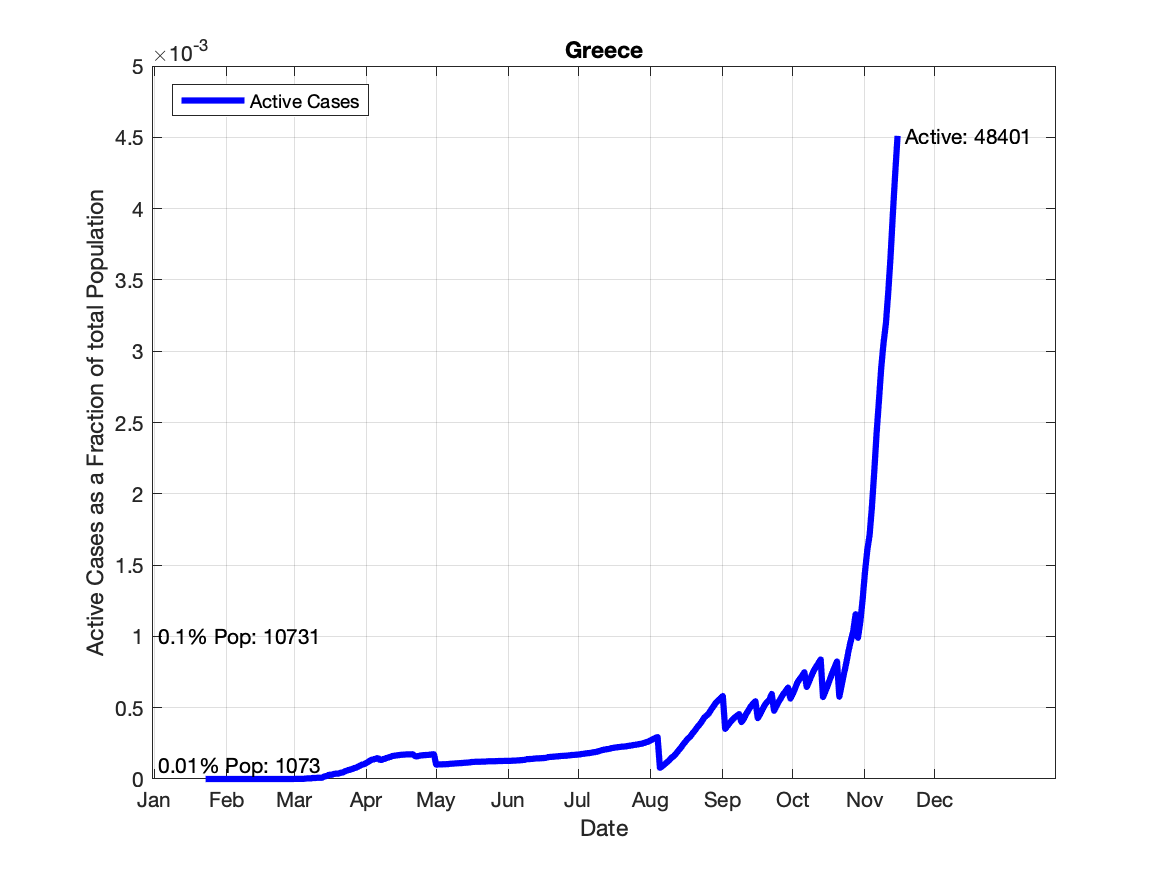 Greece
×10-3
5
4.5
4
3.5
3
2.5
2
1.5
1
0.5
0
Active Cases as a Fraction of total Population
Active Cases
Active: 48401
0.1% Pop: 10731
0.01% Pop: 1073
Jan Feb Mar Apr May Jun Jul Aug Sep Oct Nov Dec
Date